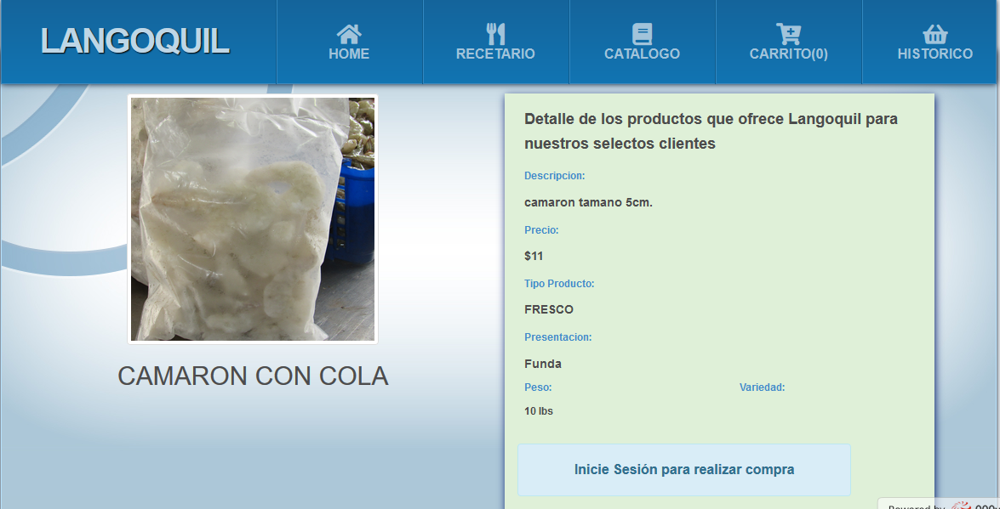 LANGOQUIL
HOME
RECETARIO
CATALOGO
CARRITO(0)
HISTORICO
CAMARON CON COLA
Detalle de los productos que ofrece Langoquil para
nuestros selectos clientes
Descripcion:
camaron tamano 5cm.
Precio:
$11
Tipo Producto:
FRESCO
Presentacion:
Funda
Peso:
Variedad:
10 lbs
Inicie Sesión para realizar compra
Powered by